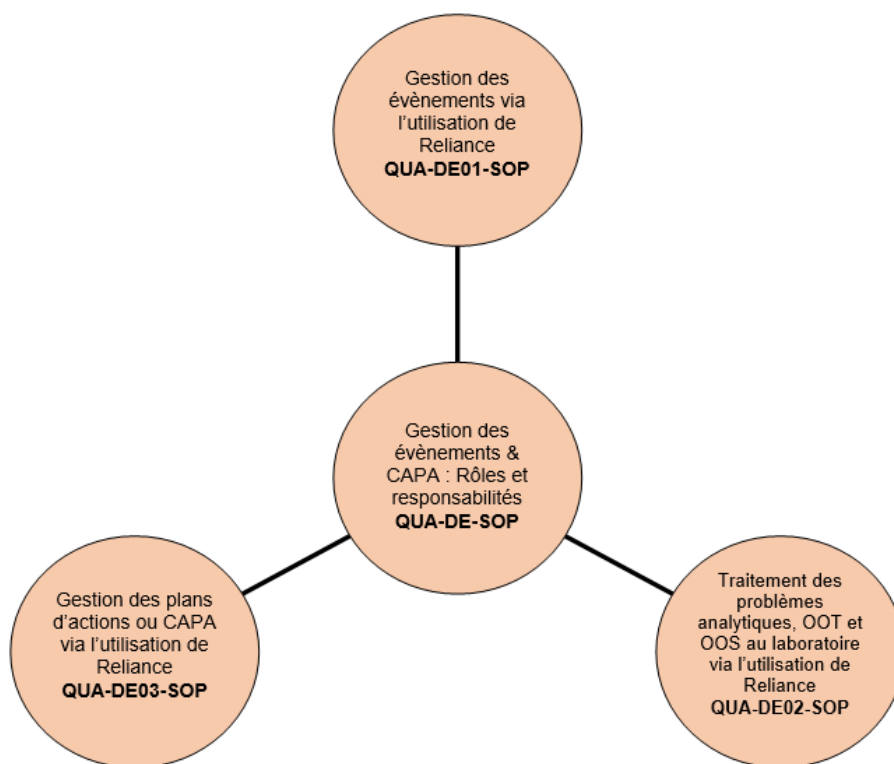 Gestion des
évènements via
l'utilisation de
Reliance
QUA-DE01-SOP
Gestion des
évènements &
CAPA : Rôles et
responsabilités
QUA-DE-SOP
Gestion des plans
d'actions ou CAPA
via l'utilisation de
Reliance
QUA-DE03-SOP
Traitement des
problèmes
analytiques, OOT et
OOS au laboratoire
via l'utilisation de
Reliance
QUA-DE02-SOP